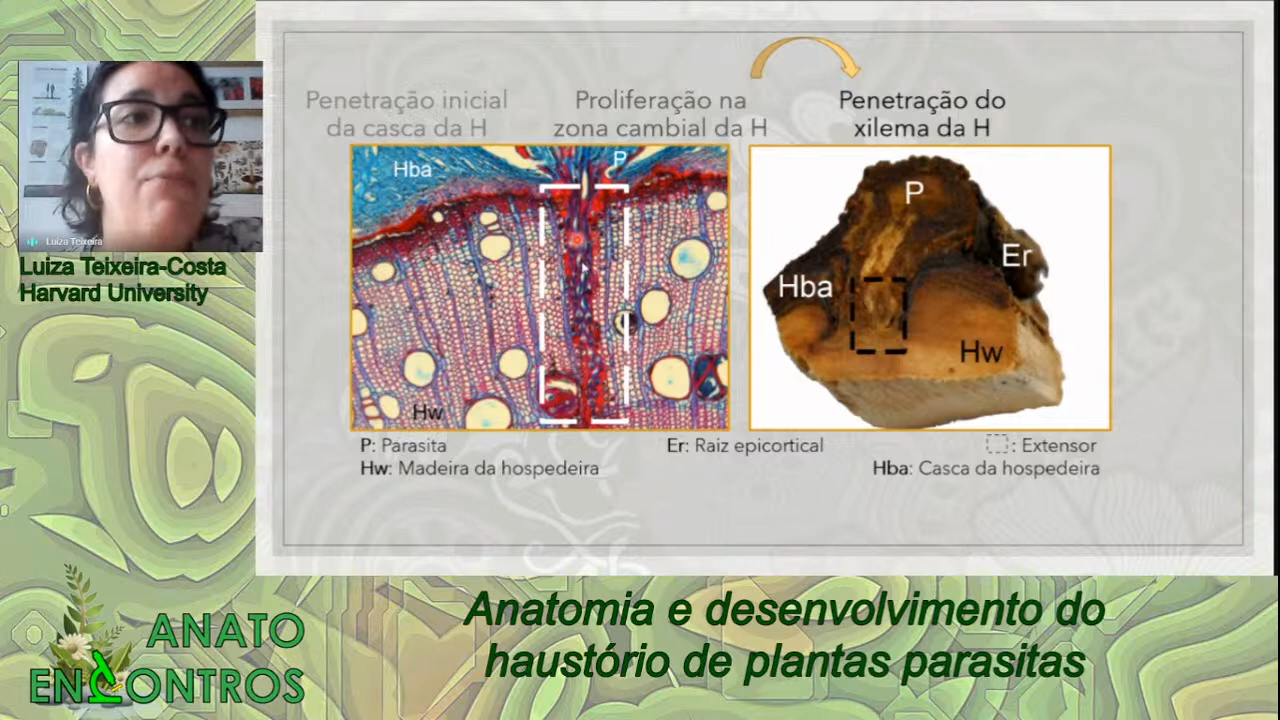 Penetração inicial
da casca da H
Proliferação na
zona cambial da H
Penetração do
xilema da H
Hba
P
Hw
P
Er
Hba
Hw
P: Parasita
Er: Raiz epicortical
: Extensor
Hw: Madeira da hospedeira
Hba: Casca da hospedeira
Luiza Teixeira
Luiza Teixeira-Costa
Harvard University
ANATO
ENCONTROS
Anatomia e desenvolvimento do
haustório de plantas parasitas